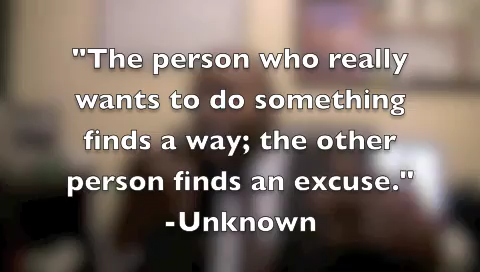 "The person who really
wants to do something
finds a way; the other
person finds an excuse."
-Unknown